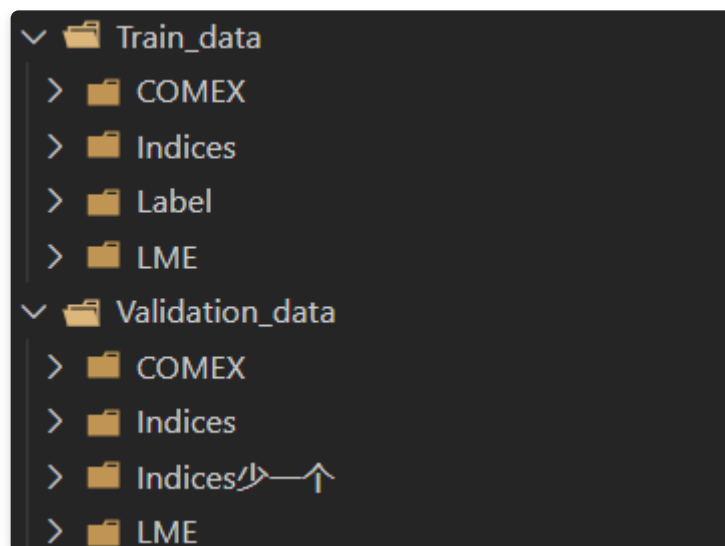 Train_data
COMEX
Indices
Label
LME
Validation_data
COMEX
Indices
Indices少一个
LME